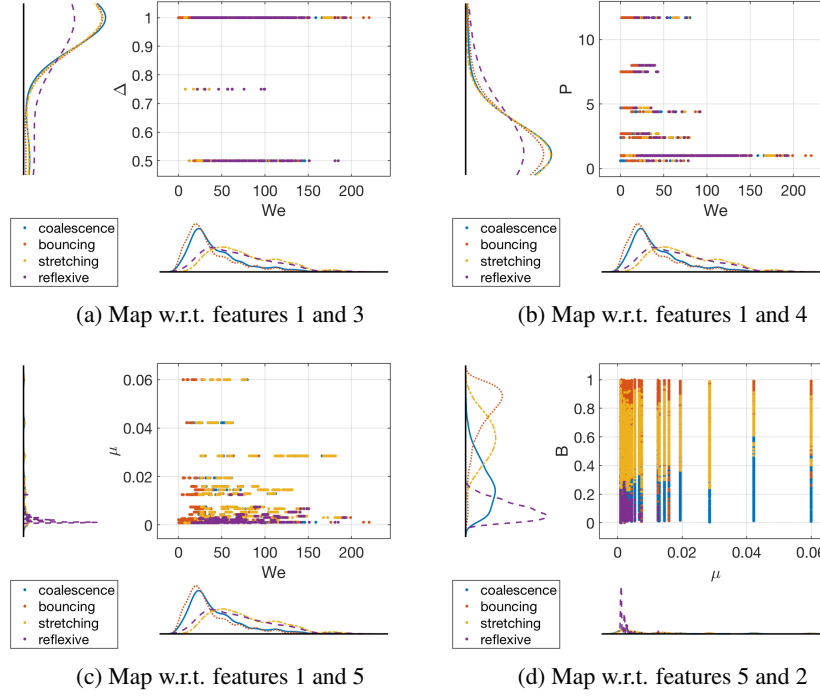 1
0.9
0.8
0.7
0.6
0.5
Δ
0 50 100 150 200
We
coalescence
bouncing
stretching
reflexive
(a) Map w.r.t. features 1 and 3
10
5
0
P
0 50 100 150 200
We
coalescence
bouncing
stretching
reflexive
(b) Map w.r.t. features 1 and 4
0.06
0.04
0.02
0
μ
0 50 100 150 200
We
coalescence
bouncing
stretching
reflexive
(c) Map w.r.t. features 1 and 5
1
0.8
0.6
0.4
0.2
0
B
0 0.02 0.04 0.06
μ
coalescence
bouncing
stretching
reflexive
(d) Map w.r.t. features 5 and 2